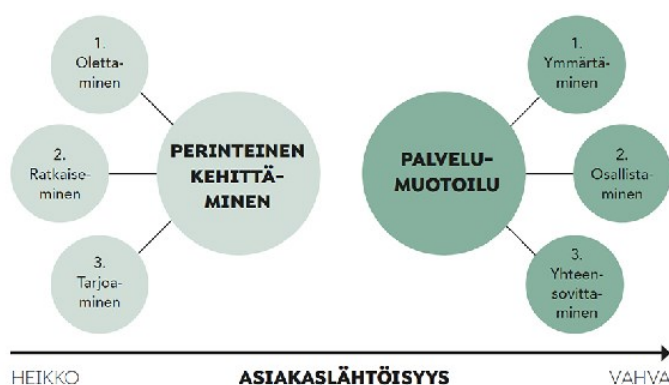 1.
Oletta-
minen
2.
Ratkaise-
minen
3.
Tarjoa-
minen
PERINTEINEN
KEHITTÄ-
MINEN
PALVELU-
MUOTOILU
1.
Ymmärtä-
minen
2.
Osallista-
minen
3.
Yhteen-
sovitta-
minen
HEIKKO
ASIAKASLÄHTÖISYYS
VAHVA